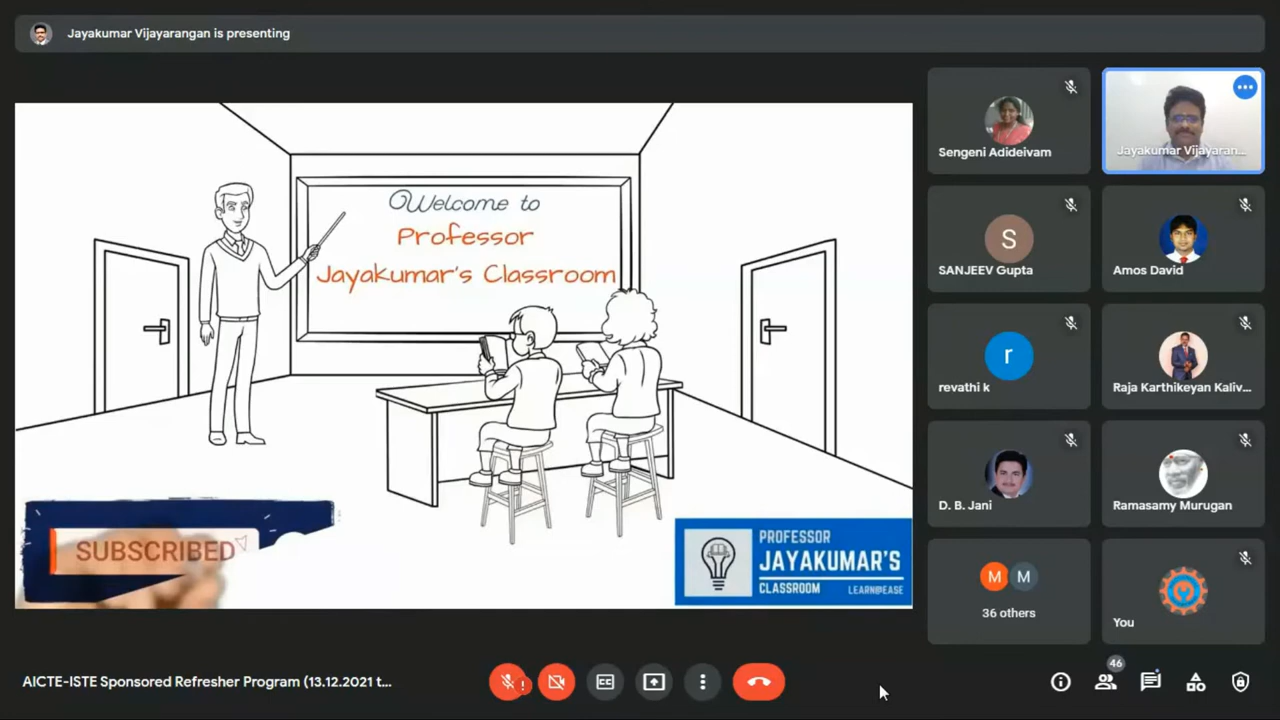 Jayakumar Vijayarangan is presenting
Welcome to
Professor
Jayakumar's Classroom
SUBSCRIBED
PROFESSOR
JAYAKUMAR'S
CLASSROOM LEARN@EASE
Sengeni Adideivam
Jayakumar Vijayaran...
S
SANJEEV Gupta
Amos David
r
revathi k
Raja Karthikeyan Kaliv...
D. B. Jani
Ramasamy Murugan
M M
36 others
You
AICTE-ISTE Sponsored Refresher Program (13.12.2021 t...
CC
46